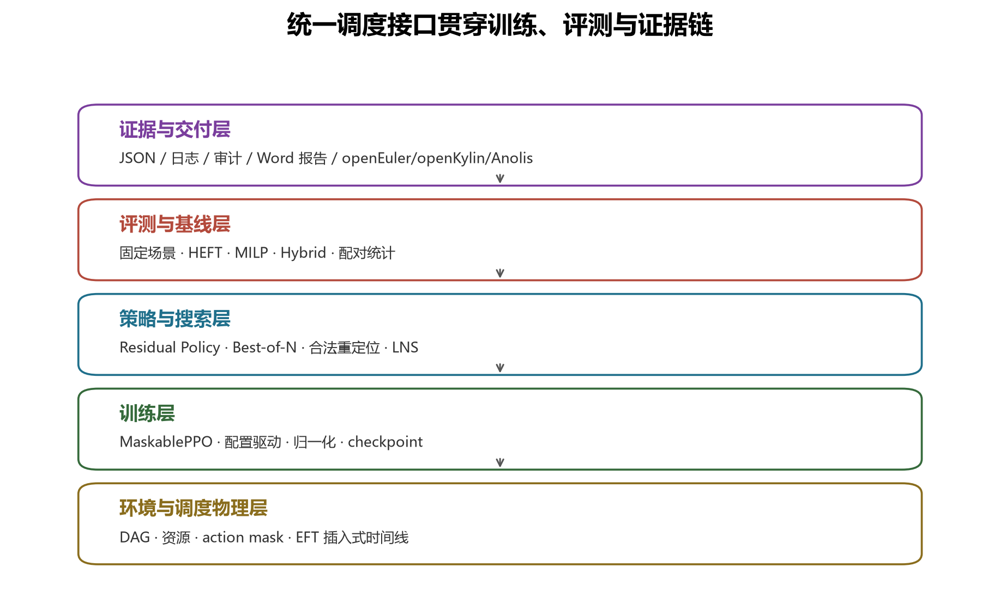 统一调度接口贯穿训练、评测与证据链
证据与交付层
JSON / 日志 / 审计 / Word 报告 / openEuler/openKylin/Anolis
评测与基线层
固定场景 · HEFT · MILP · Hybrid · 配对统计
策略与搜索层
Residual Policy · Best-of-N · 合法重定位 · LNS
训练层
MaskablePPO · 配置驱动 · 归一化 · checkpoint
环境与调度物理层
DAG · 资源 · action mask · EFT 插入式时间线